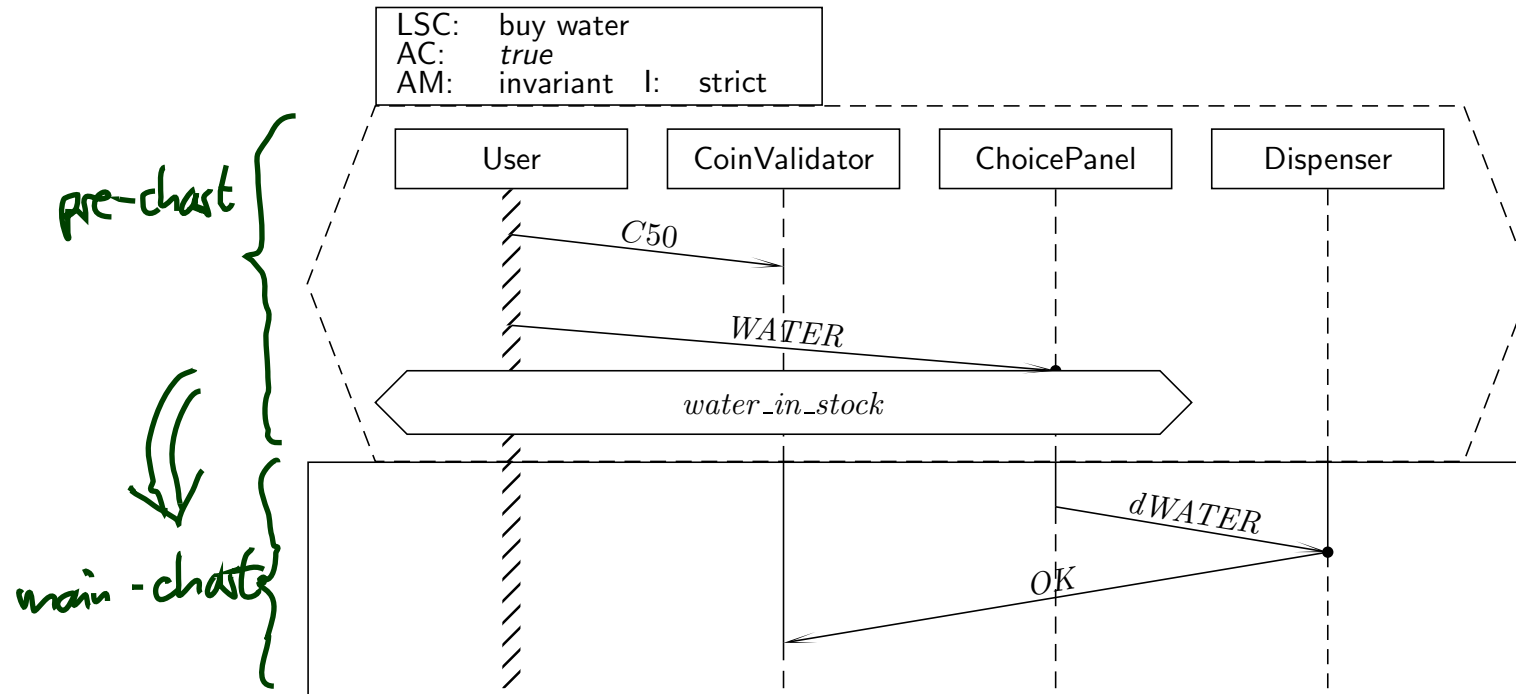 LSC: buy water
AC: true
AM: invariant I: strict
User CoinValidator ChoicePanel Dispenser
pre-chart
C50
WATER
water_in_stock
dWATER
main-chart
OK